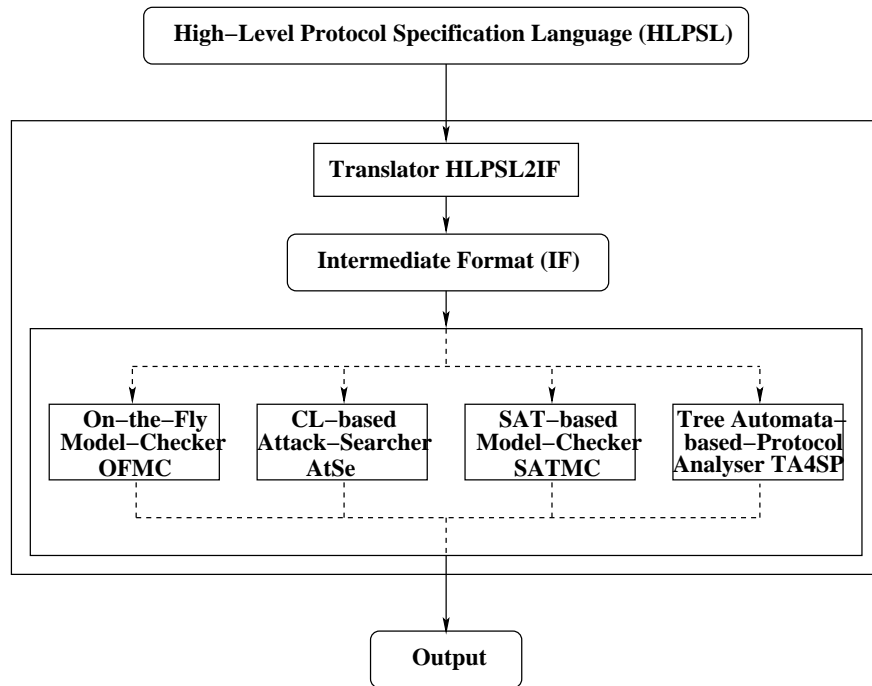 High−Level Protocol Specification Language (HLPSL)
Translator HLPSL2IF
Intermediate Format (IF)
On−the−Fly
Model−Checker
OFMC
CL−based
Attack−Searcher
AtSe
SAT−based
Model−Checker
SATMC
Tree Automata−
based−Protocol
Analyser TA4SP
Output